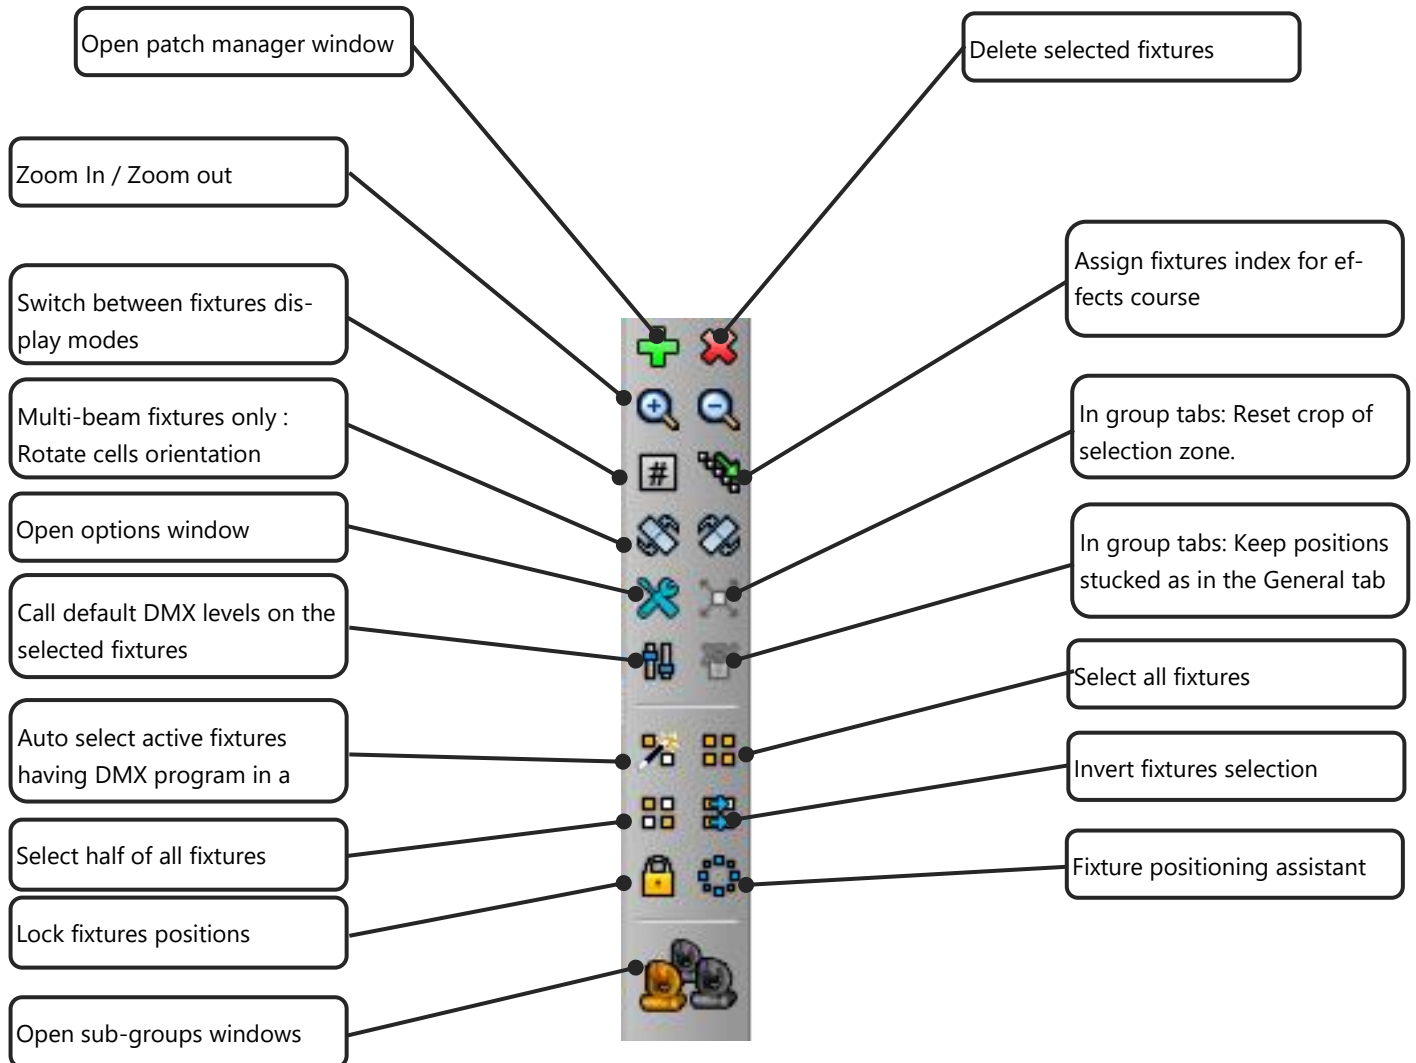 Open patch manager window
Delete selected fixtures
Zoom In / Zoom out
Switch between fixtures dis-
play modes
Assign fixtures index for ef-
fects course
Multi-beam fixtures only :
Rotate cells orientation
In group tabs: Reset crop of
selection zone.
Open options window
In group tabs: Keep positions
stucked as in the General tab
Call default DMX levels on the
selected fixtures
Select all fixtures
Auto select active fixtures
having DMX program in a
Invert fixtures selection
Select half of all fixtures
Fixture positioning assistant
Lock fixtures positions
Open sub-groups windows
#